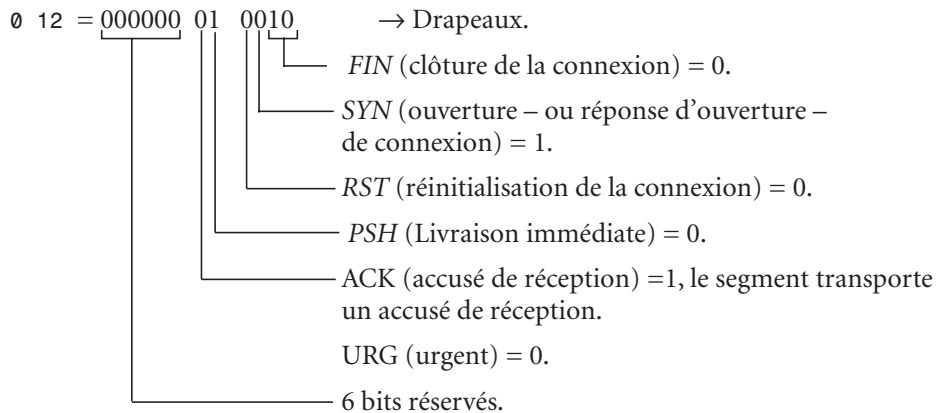 0 12 = 000000 01 0010 → Drapeaux.
FIN (clôture de la connexion) = 0.
SYN (ouverture – ou réponse d'ouverture –
de connexion) = 1.
RST (réinitialisation de la connexion) = 0.
PSH (Livraison immédiate) = 0.
ACK (accusé de réception) =1, le segment transporte
un accusé de réception.
URG (urgent) = 0.
6 bits réservés.